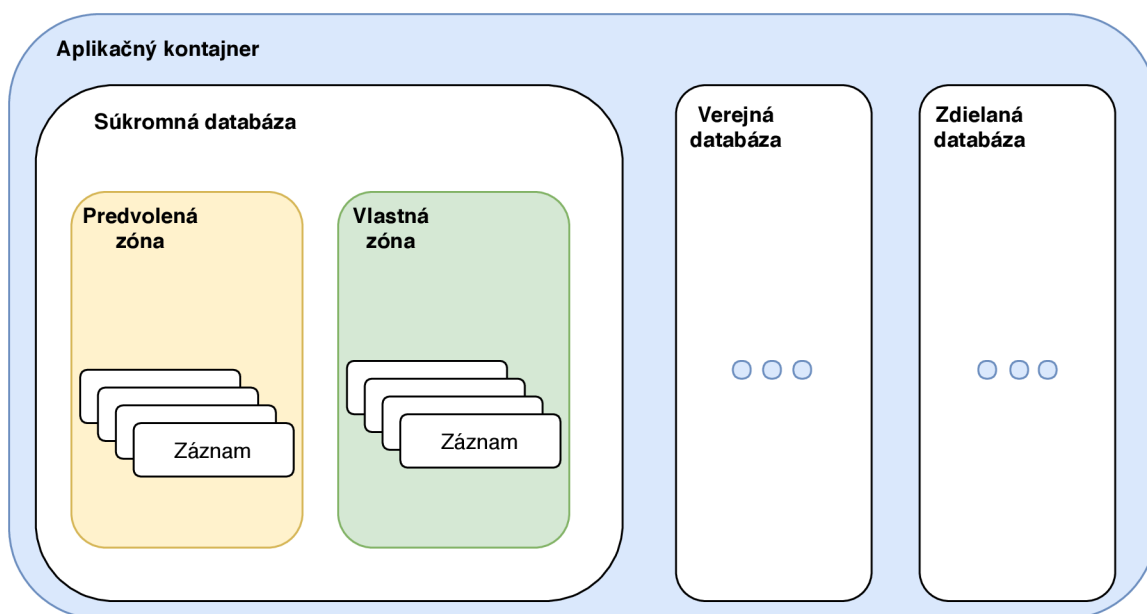 Aplikačný kontajner
Súkromná databáza
Predvolená
zóna
Záznam
Vlastná
zóna
Záznam
Verejná
databáza
Zdielaná
databáza